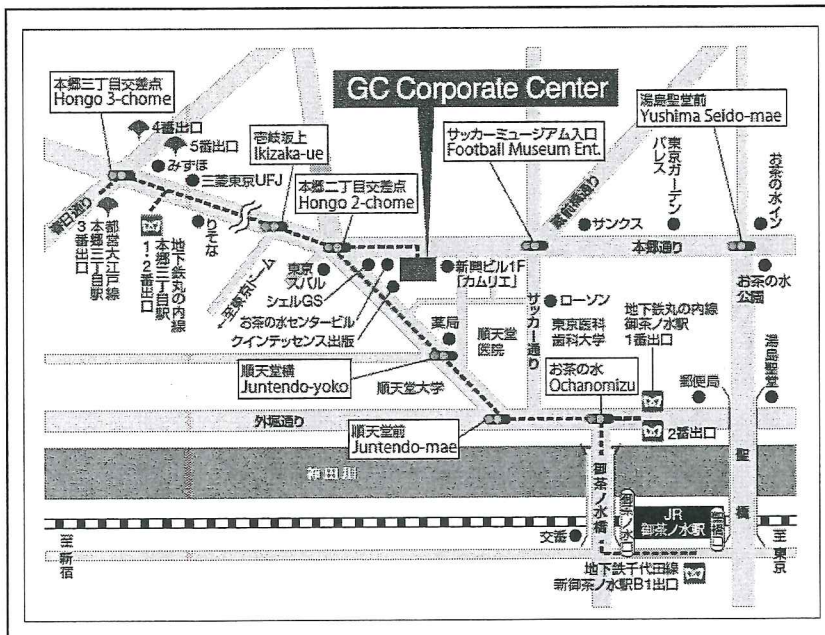 GC Corporate Center
本郷三丁目交差点
Hongo 3-chome
4番出口
5番出口
みずほ
三菱東京UFJ
壱岐坂上
Ikizaka-ue
本郷二丁目交差点
Hongo 2-chome
サッカーミュージアム入口
Football Museum Ent.
湯島聖堂前
Yushima Seido-mae
東京ガーデン
パレス
お茶の水イン
蔵前橋通り
サンクス
本郷通り
お茶の水
公園
春日通り
都営大江戸線
本郷三丁目駅
3番出口
地下鉄丸の内線
本郷三丁目駅
1・2番出口
りそな
←至東京ドーム
東京
スバル
シェルGS
お茶の水センタービル
クインテッセンス出版
新興ビル1F
「カムリエ」
薬局
順天堂
医院
サッカー通り
ローソン
東京医科
歯科大学
地下鉄丸の内線
御茶ノ水駅
1番出口
湯島聖堂
順天堂横
Juntendo-yoko
順天堂大学
お茶の水
Ochanomizu
郵便局
外堀通り
順天堂前
Juntendo-mae
2番出口
神田川
御茶ノ水橋
聖橋
御茶ノ水口
JR
御茶ノ水駅
聖橋口
交番
至新宿
至東京
地下鉄千代田線
新御茶ノ水駅B1出口